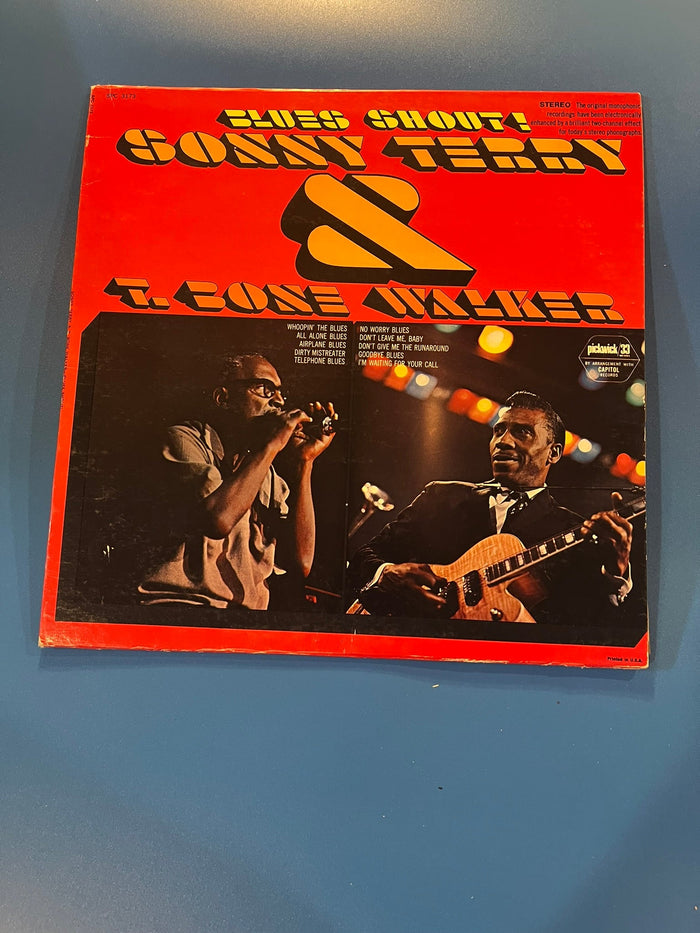 SPC 3173
STEREO The original monophonic
recordings have been electronically
enhanced by a brilliant two-channel effect
for today's stereo phonographs.
BLUES SHOUT!
SONNY TERRY
&
T. BONE WALKER
WHOOPIN' THE BLUES
ALL ALONE BLUES
AIRPLANE BLUES
DIRTY MISTREATER
TELEPHONE BLUES
NO WORRY BLUES
DON'T LEAVE ME, BABY
DON'T GIVE ME THE RUNAROUND
GOODBYE BLUES
I'M WAITING FOR YOUR CALL
pickwick/33
BY ARRANGEMENT WITH
CAPITOL
RECORDS
Printed in U.S.A.